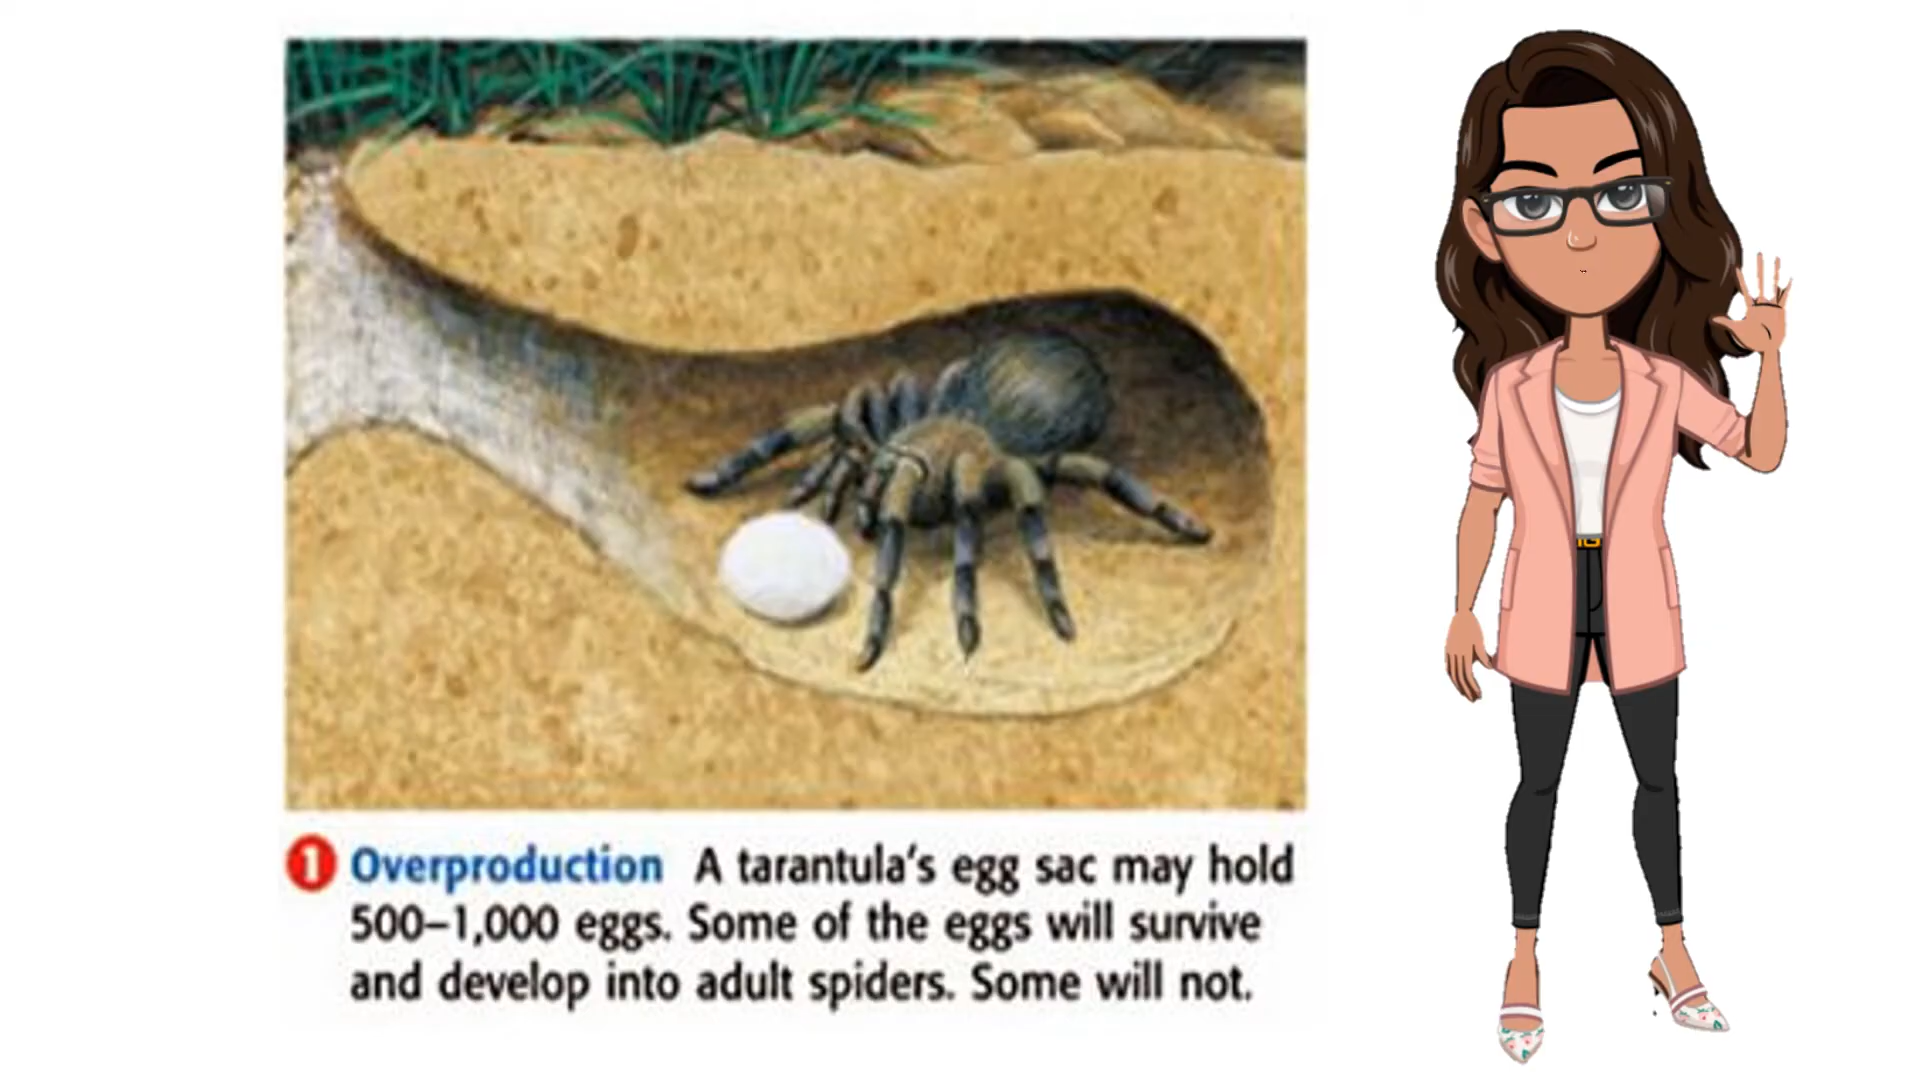 1 Overproduction A tarantula's egg sac may hold
500–1,000 eggs. Some of the eggs will survive
and develop into adult spiders. Some will not.